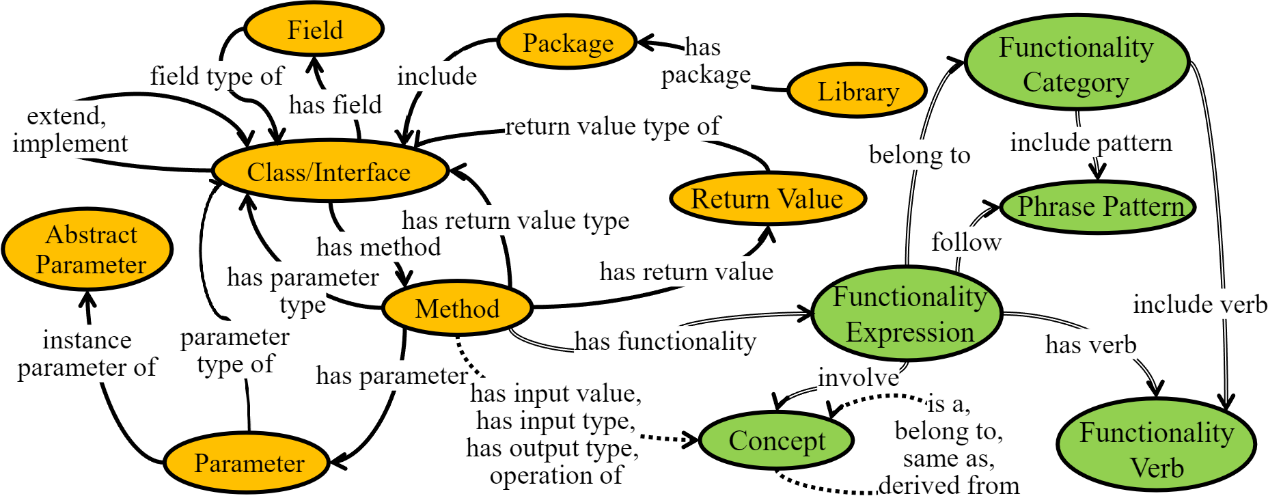 Field
Package
has
package
Library
Functionality
Category
field type of
has field
include
extend,
implement
return value type of
belong to
include pattern
Class/Interface
Return Value
Phrase Pattern
Abstract
Parameter
has return value type
has method
follow
has parameter
type
has return value
Method
Functionality
Expression
include verb
instance
parameter of
parameter
type of
has functionality
has verb
has parameter
involve
has input value,
has input type,
has output type,
operation of
is a,
belong to,
same as,
derived from
Concept
Functionality
Verb
Parameter